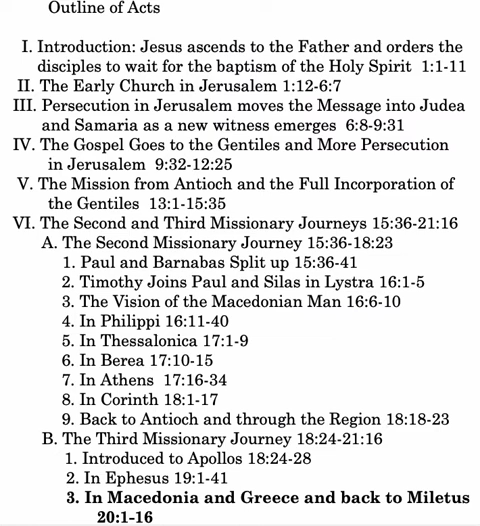 Outline of Acts
I. Introduction: Jesus ascends to the Father and orders the
disciples to wait for the baptism of the Holy Spirit 1:1-11
II. The Early Church in Jerusalem 1:12-6:7
III. Persecution in Jerusalem moves the Message into Judea
and Samaria as a new witness emerges 6:8-9:31
IV. The Gospel Goes to the Gentiles and More Persecution
in Jerusalem 9:32-12:25
V. The Mission from Antioch and the Full Incorporation of
the Gentiles 13:1-15:35
VI. The Second and Third Missionary Journeys 15:36-21:16
A. The Second Missionary Journey 15:36-18:23
1. Paul and Barnabas Split up 15:36-41
2. Timothy Joins Paul and Silas in Lystra 16:1-5
3. The Vision of the Macedonian Man 16:6-10
4. In Philippi 16:11-40
5. In Thessalonica 17:1-9
6. In Berea 17:10-15
7. In Athens 17:16-34
8. In Corinth 18:1-17
9. Back to Antioch and through the Region 18:18-23
B. The Third Missionary Journey 18:24-21:16
1. Introduced to Apollos 18:24-28
2. In Ephesus 19:1-41
3. In Macedonia and Greece and back to Miletus
20:1-16